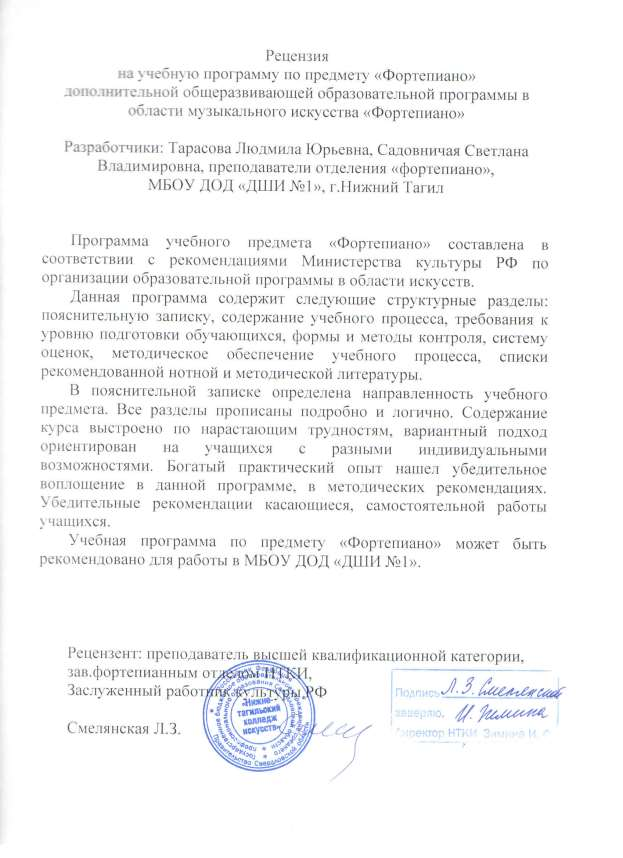 Рецензия
на учебную программу по предмету «Фортепиано»
дополнительной общеразвивающей образовательной программы в
области музыкального искусства «Фортепиано»
Разработчики: Тарасова Людмила Юрьевна, Садовничая Светлана
Владимировна, преподаватели отделения «фортепиано»,
МБОУ ДОД «ДШИ №1», г.Нижний Тагил
Программа учебного предмета «Фортепиано» составлена в
соответствии с рекомендациями Министерства культуры РФ по
организации образовательной программы в области искусств.
Данная программа содержит следующие структурные разделы:
пояснительную записку, содержание учебного процесса, требования к
уровню подготовки обучающихся, формы и методы контроля, систему
оценок, методическое обеспечение учебного процесса, списки
рекомендованной нотной и методической литературы.
В пояснительной записке определена направленность учебного
предмета. Все разделы прописаны подробно и логично. Содержание
курса выстроено по нарастающим трудностям, вариантный подход
ориентирован на учащихся с разными индивидуальными
возможностями. Богатый практический опыт нашел убедительное
воплощение в данной программе, в методических рекомендациях.
Убедительные рекомендации касающиеся, самостоятельной работы
учащихся.
Учебная программа по предмету «Фортепиано» может быть
рекомендовано для работы в МБОУ ДОД «ДШИ №1».
Рецензент: преподаватель высшей квалификационной категории,
зав.фортепианным отделом НТКИ,
Заслуженный работник культуры РФ
Смелянская Л.З.
«Нижне-
тагильский
колледж
искусств»
Подпись Л.З. Смелянской
заверяю,
Директор НТКИ Зимина И.